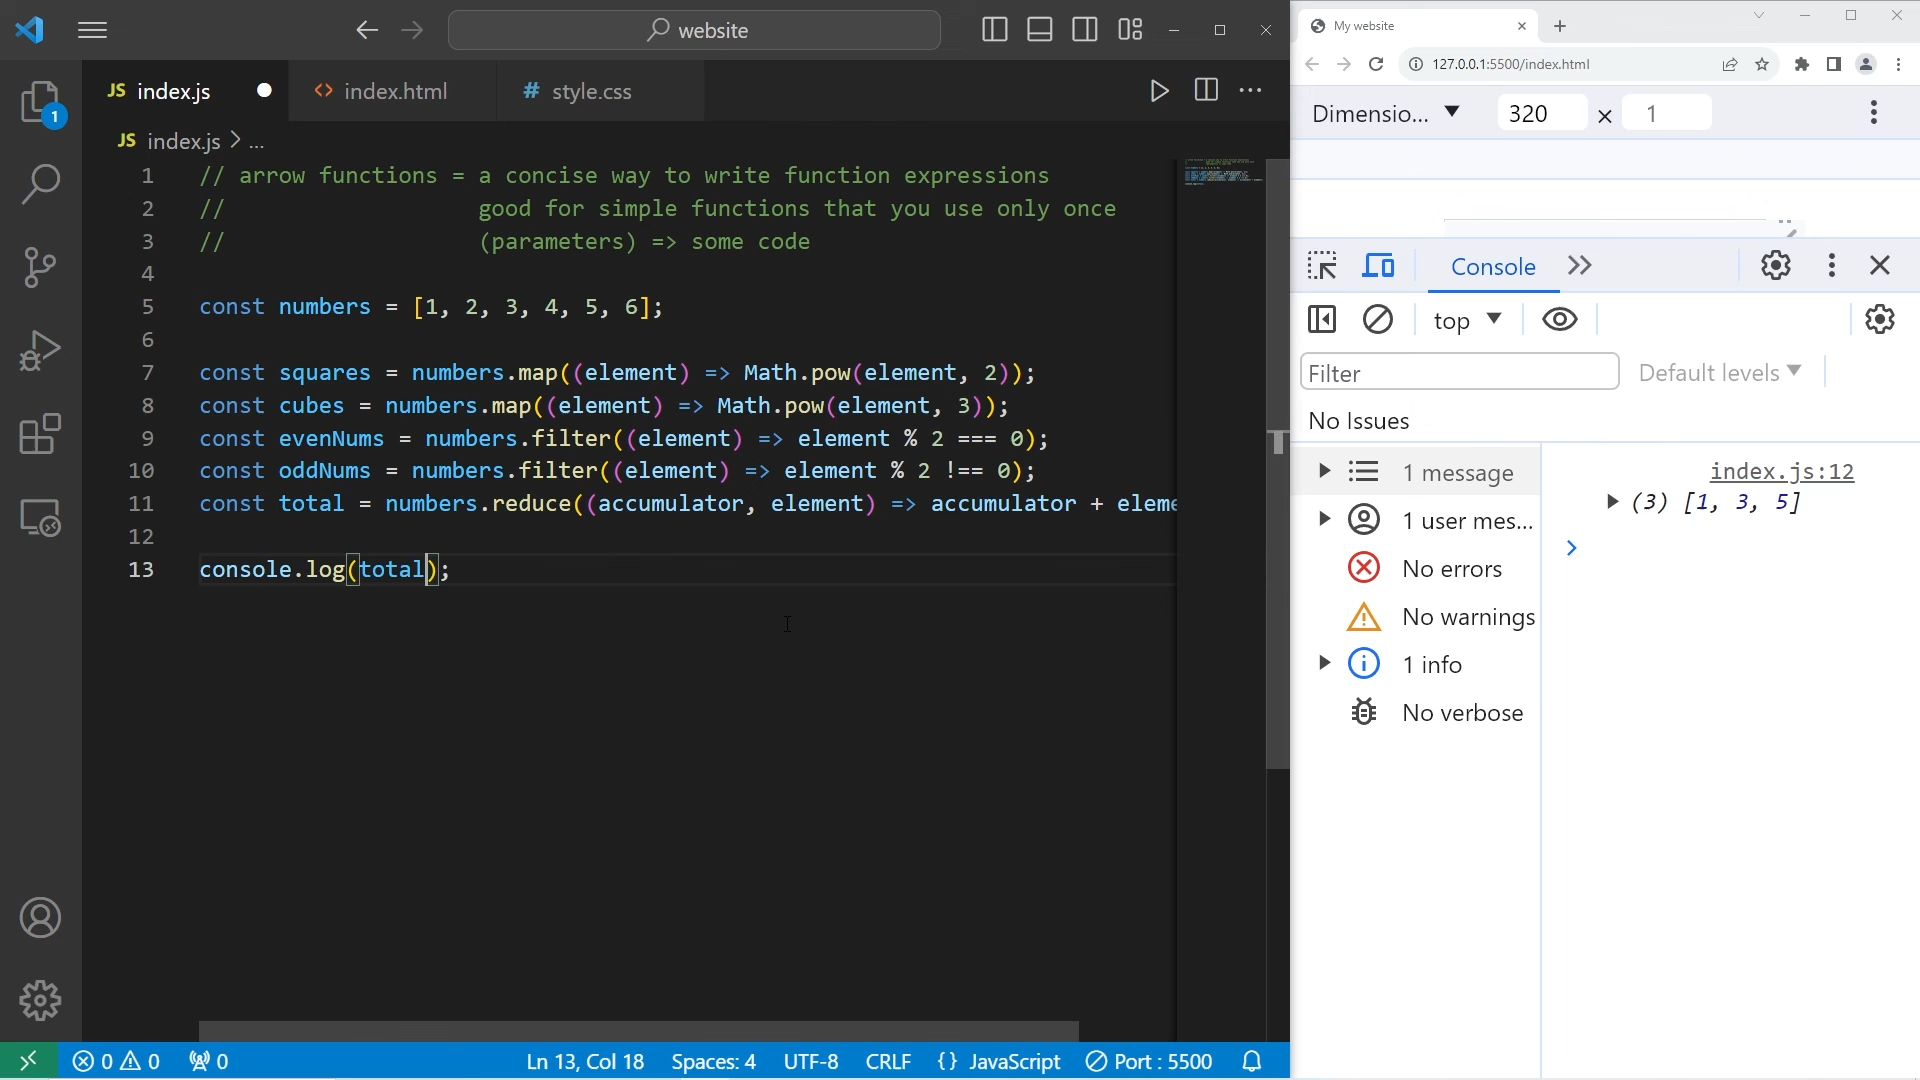 website
JS index.js
<> index.html
# style.css
1
JS index.js > ...
1 // arrow functions = a concise way to write function expressions
2 // good for simple functions that you use only once
3 // (parameters) => some code
4
5 const numbers = [1, 2, 3, 4, 5, 6];
6
7 const squares = numbers.map((element) => Math.pow(element, 2));
8 const cubes = numbers.map((element) => Math.pow(element, 3));
9 const evenNums = numbers.filter((element) => element % 2 === 0);
10 const oddNums = numbers.filter((element) => element % 2 !== 0);
11 const total = numbers.reduce((accumulator, element) => accumulator + eleme
12
13 console.log(total);
0 0 0
Ln 13, Col 18
Spaces: 4
UTF-8
CRLF
{} JavaScript
Port : 5500
My website
127.0.0.1:5500/index.html
Dimensio...
320 × 1
Console
top
Filter
Default levels
No Issues
1 message
1 user mes...
No errors
No warnings
1 info
No verbose
index.js:12
(3) [1, 3, 5]